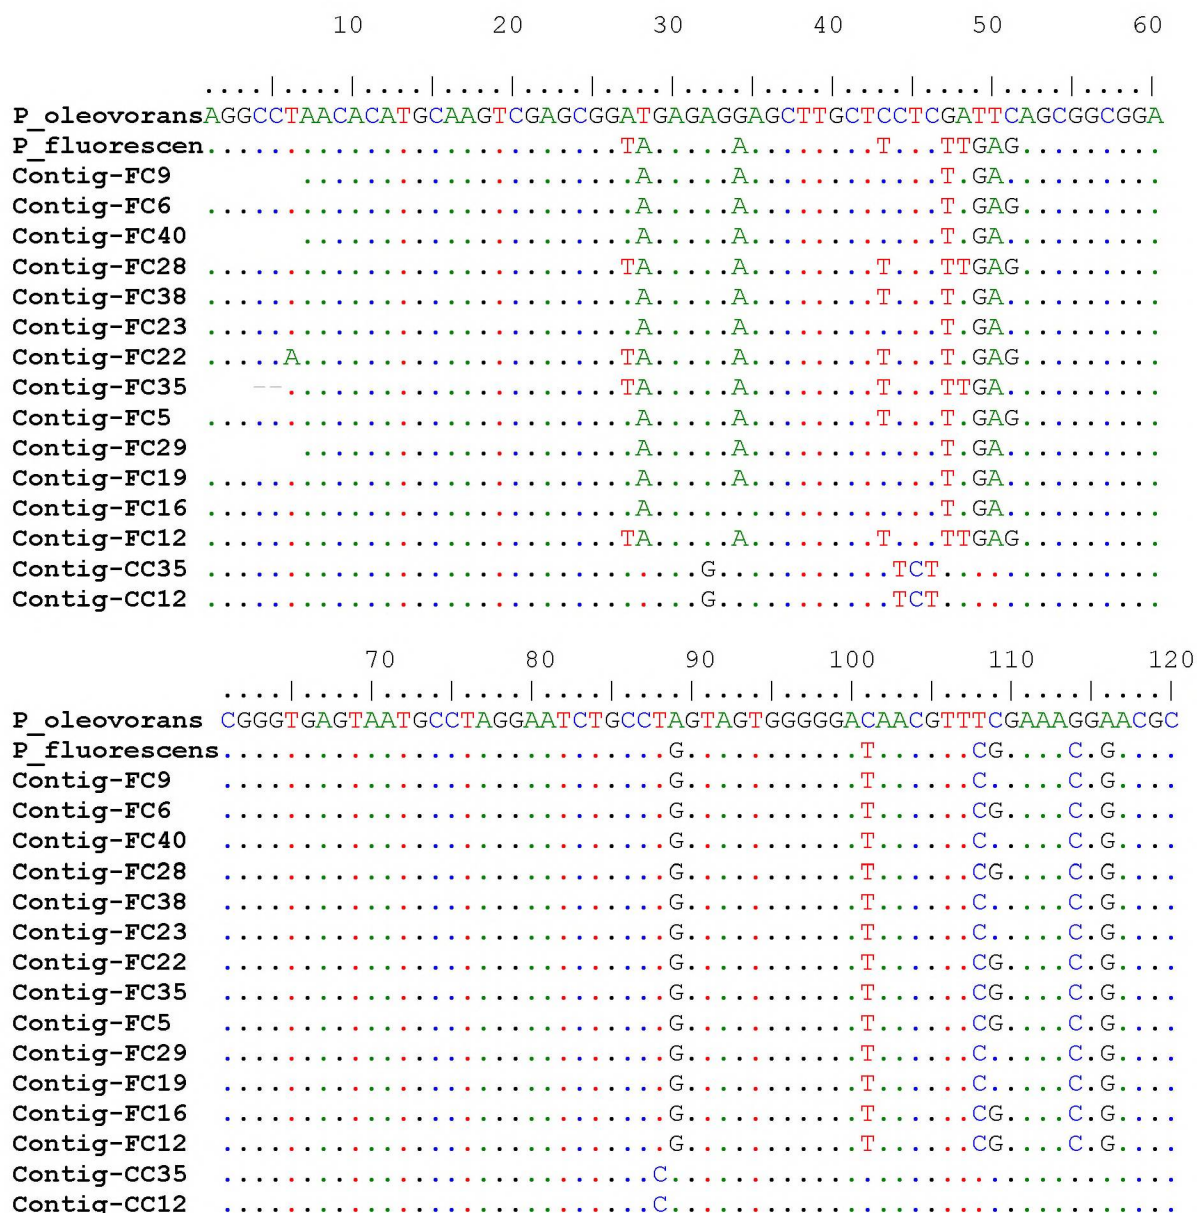 10 20 30 40 50 60
....|....|....|....|....|....|....|....|....|....|....|....|
P_oleovorans AGGCCTAACACATGCAAGTCGAGCGGATGAGAGGAGCTTGCTCCTCGATTCAGCGGCGGA
P_fluorescen ..........................TA.....A........T...TTGAG.........
Contig-FC9 .....................A.....A............T.GA..........
Contig-FC6 ...........................A.....A............T.GAG.........
Contig-FC40 .....................A.....A............T.GA..........
Contig-FC28 ..........................TA.....A........T...TTGAG.........
Contig-FC38 ...........................A.....A........T...T.GA..........
Contig-FC23 ...........................A.....A............T.GA..........
Contig-FC22 .....A....................TA.....A........T...T.GAG.........
Contig-FC35 --.....................TA.....A........T...TTGA..........
Contig-FC5 ...........................A.....A........T...T.GAG.........
Contig-FC29 .....................A.....A............T.GA..........
Contig-FC19 ...........................A.....A............T.GA..........
Contig-FC16 ...........................A..................T.GA..........
Contig-FC12 ..........................TA.....A........T...TTGAG.........
Contig-CC35 ...............................G...........TCT..............
Contig-CC12 ...............................G...........TCT..............
70 80 90 100 110 120
....|....|....|....|....|....|....|....|....|....|....|....|
P_oleovorans CGGGTGAGTAATGCCTAGGAATCTGCCTAGTAGTGGGGGACAACGTTTCGAAAGGAACGC
P_fluorescens ............................G...........T......CG....C.G....
Contig-FC9 ............................G...........T......C.....C.G....
Contig-FC6 ............................G...........T......CG....C.G....
Contig-FC40 ............................G...........T......C.....C.G....
Contig-FC28 ............................G...........T......CG....C.G....
Contig-FC38 ............................G...........T......C.....C.G....
Contig-FC23 ............................G...........T......C.....C.G....
Contig-FC22 ............................G...........T......CG....C.G....
Contig-FC35 ............................G...........T......CG....C.G....
Contig-FC5 ............................G...........T......CG....C.G....
Contig-FC29 ............................G...........T......C.....C.G....
Contig-FC19 ............................G...........T......C.....C.G....
Contig-FC16 ............................G...........T......CG....C.G....
Contig-FC12 ............................G...........T......CG....C.G....
Contig-CC35 ...........................C................................
Contig-CC12 ...........................C................................